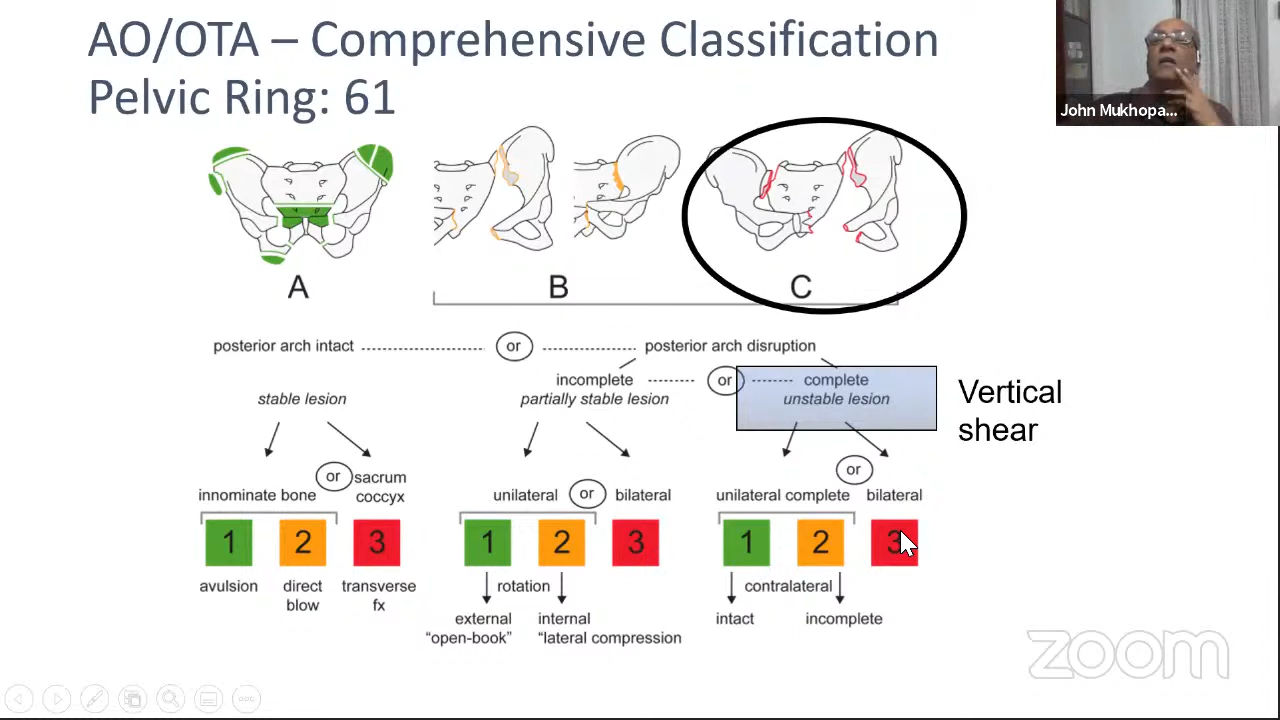 AO/OTA – Comprehensive Classification
Pelvic Ring: 61
John Mukhopa...
A
B
C
posterior arch intact
or
posterior arch disruption
incomplete
or
complete
stable lesion
partially stable lesion
unstable lesion
Vertical
shear
innominate bone
or
sacrum
coccyx
unilateral
or
bilateral
unilateral complete
or
bilateral
1
2
3
1
2
3
1
2
3
avulsion
direct
blow
transverse
fx
rotation
external
“open-book”
internal
“lateral compression
contralateral
intact
incomplete
zoom